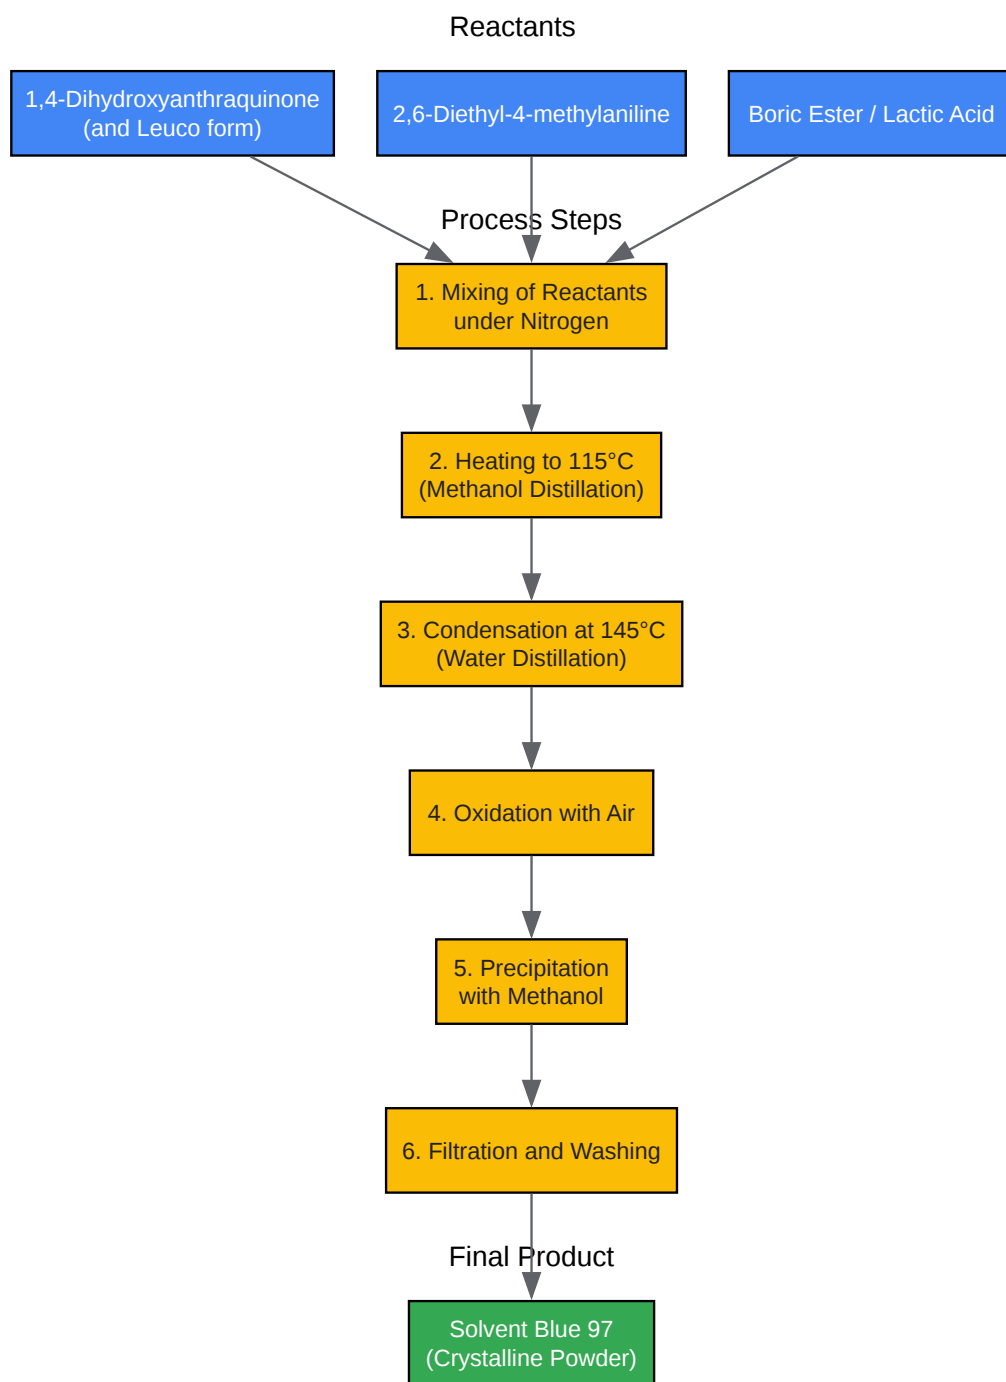 Reactants
1,4-Dihydroxyanthraquinone
(and Leuco form)
2,6-Diethyl-4-methylaniline
Boric Ester / Lactic Acid
Process Steps
1. Mixing of Reactants
under Nitrogen
2. Heating to 115°C
(Methanol Distillation)
3. Condensation at 145°C
(Water Distillation)
4. Oxidation with Air
5. Precipitation
with Methanol
6. Filtration and Washing
Final Product
Solvent Blue 97
(Crystalline Powder)